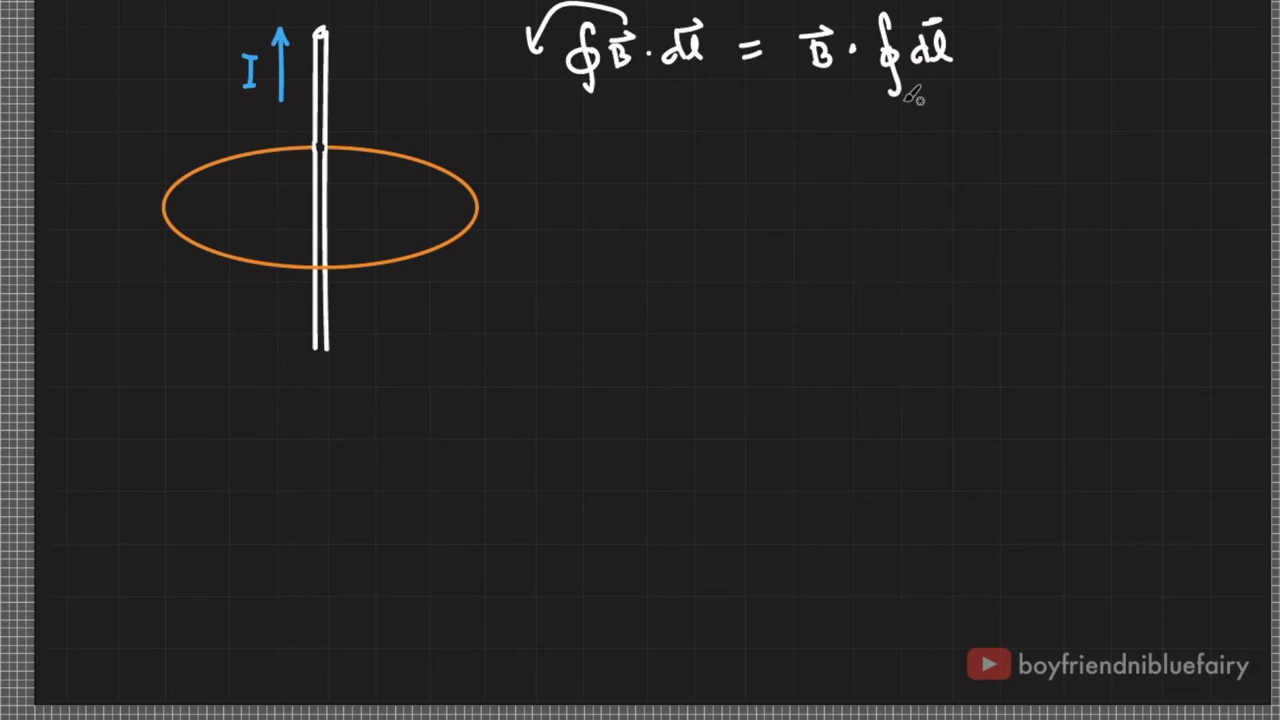 ∮B⃗ · dl⃗ = B⃗ · ∮dl⃗
I
boyfriendnibluefairy